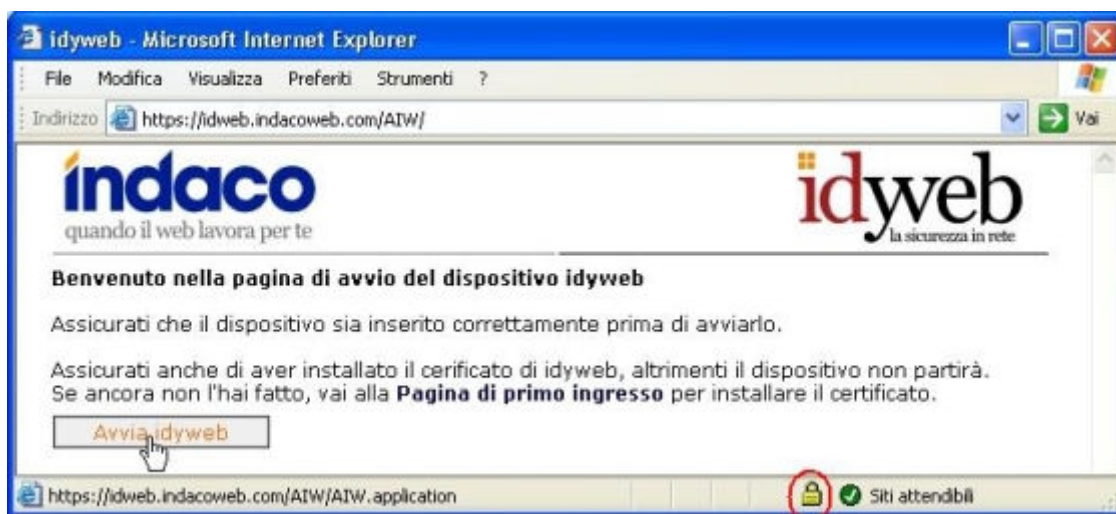 idyweb - Microsoft Internet Explorer
File Modifica Visualizza Preferiti Strumenti ?
Indirizzo https://idweb.indacoweb.com/AIW/ Vai
índaco
quando il web lavora per te
idyweb
la sicurezza in rete
Benvenuto nella pagina di avvio del dispositivo idyweb
Assicurati che il dispositivo sia inserito correttamente prima di avviarlo.
Assicurati anche di aver installato il cerificato di idyweb, altrimenti il dispositivo non partirà.
Se ancora non l'hai fatto, vai alla Pagina di primo ingresso per installare il certificato.
Avvia idyweb
https://idweb.indacoweb.com/AIW/AIW.application Siti attendibili